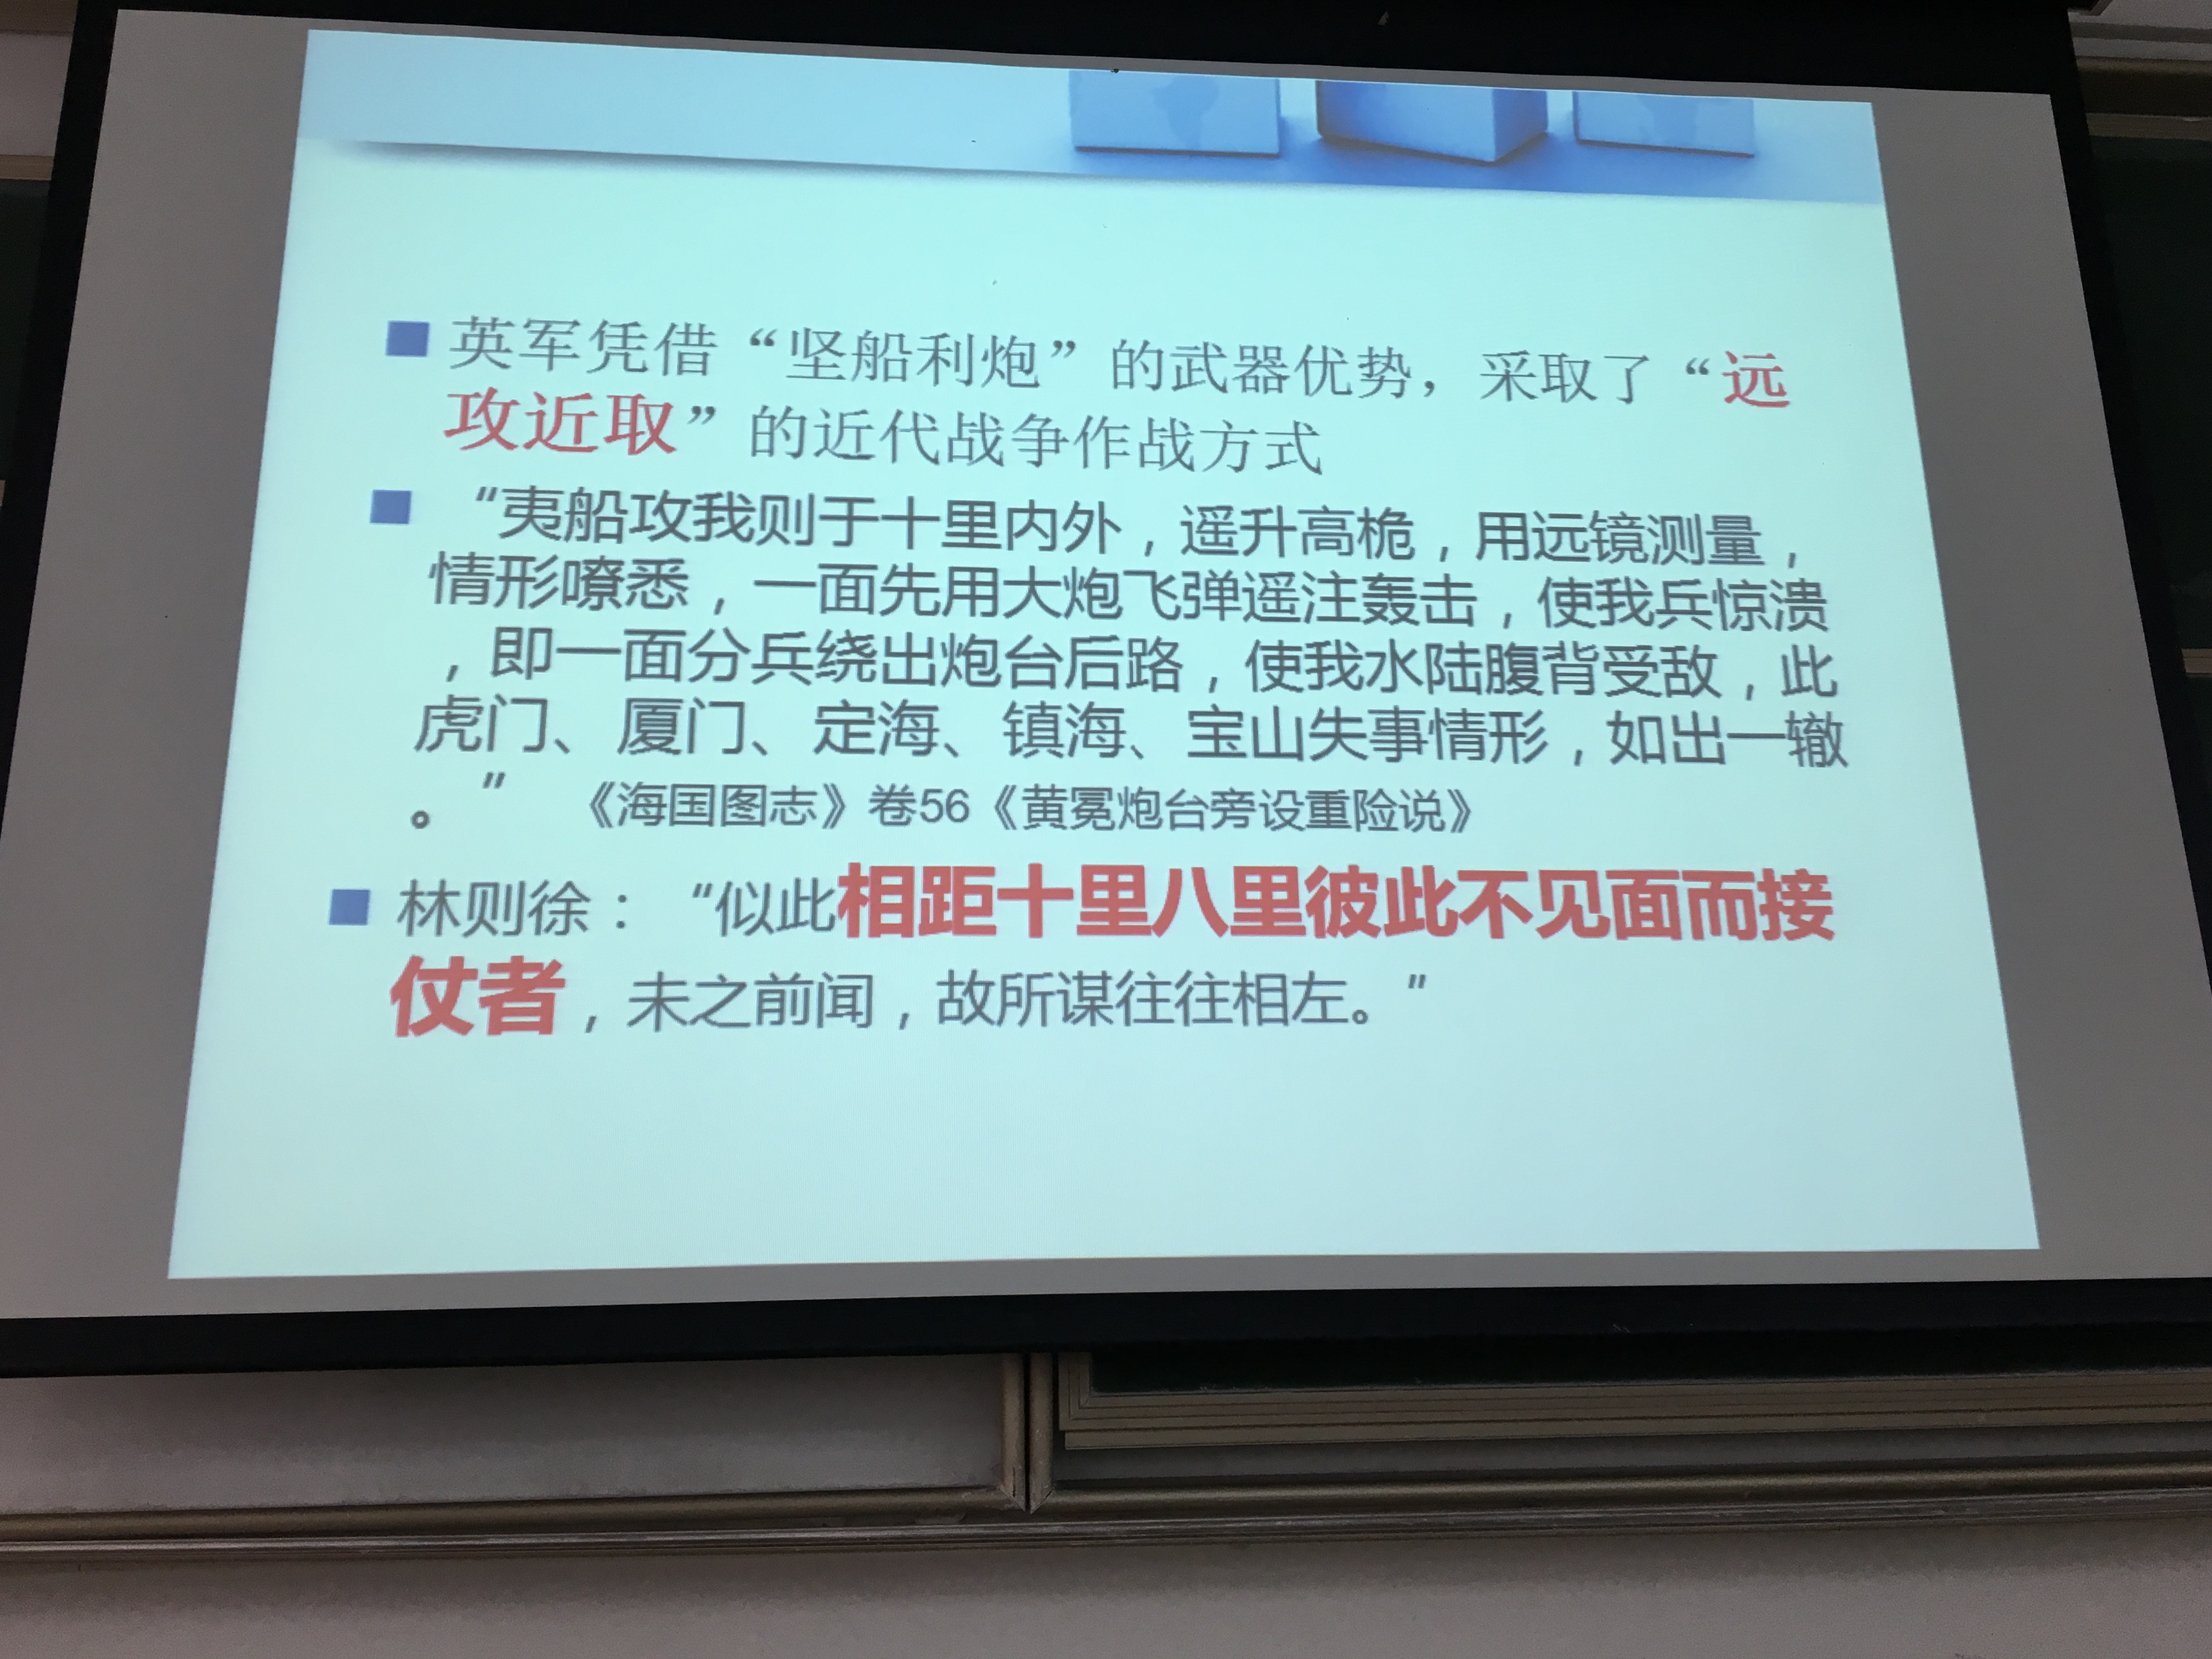 英军凭借“坚船利炮”的武器优势，采取了“远
攻近取”的近代战争作战方式
“夷船攻我则于十里内外，遥升高桅，用远镜测量，
情形嘹悉，一面先用大炮飞弹遥注轰击，使我兵惊溃
，即一面分兵绕出炮台后路，使我水陆腹背受敌，此
虎门、厦门、定海、镇海、宝山失事情形，如出一辙
。”　《海国图志》卷56《黄冕炮台旁设重险说》
林则徐：“似此相距十里八里彼此不见面而接
仗者，未之前闻，故所谋往往相左。”